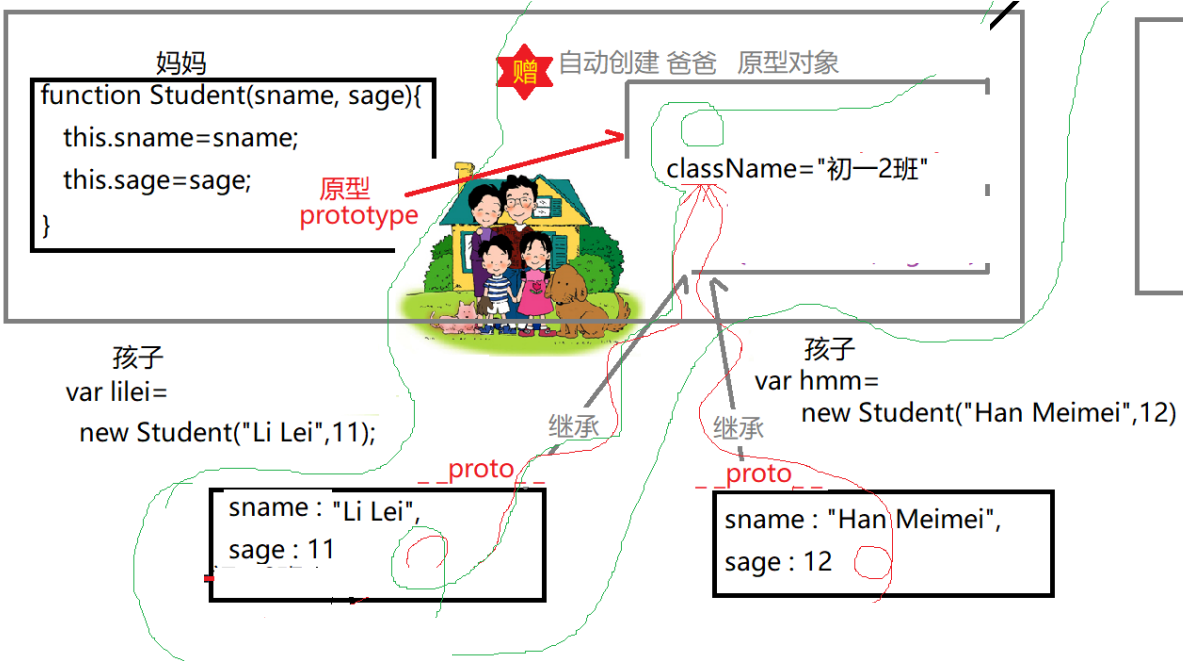 妈妈
赠
自动创建 爸爸 原型对象
function Student(sname, sage){
this.sname=sname;
this.sage=sage;
}
原型
prototype
className="初一2班"
孩子
var lilei=
new Student("Li Lei",11);
孩子
var hmm=
new Student("Han Meimei",12)
继承
继承
__proto__
__proto__
sname : "Li Lei",
sage : 11
sname : "Han Meimei",
sage : 12